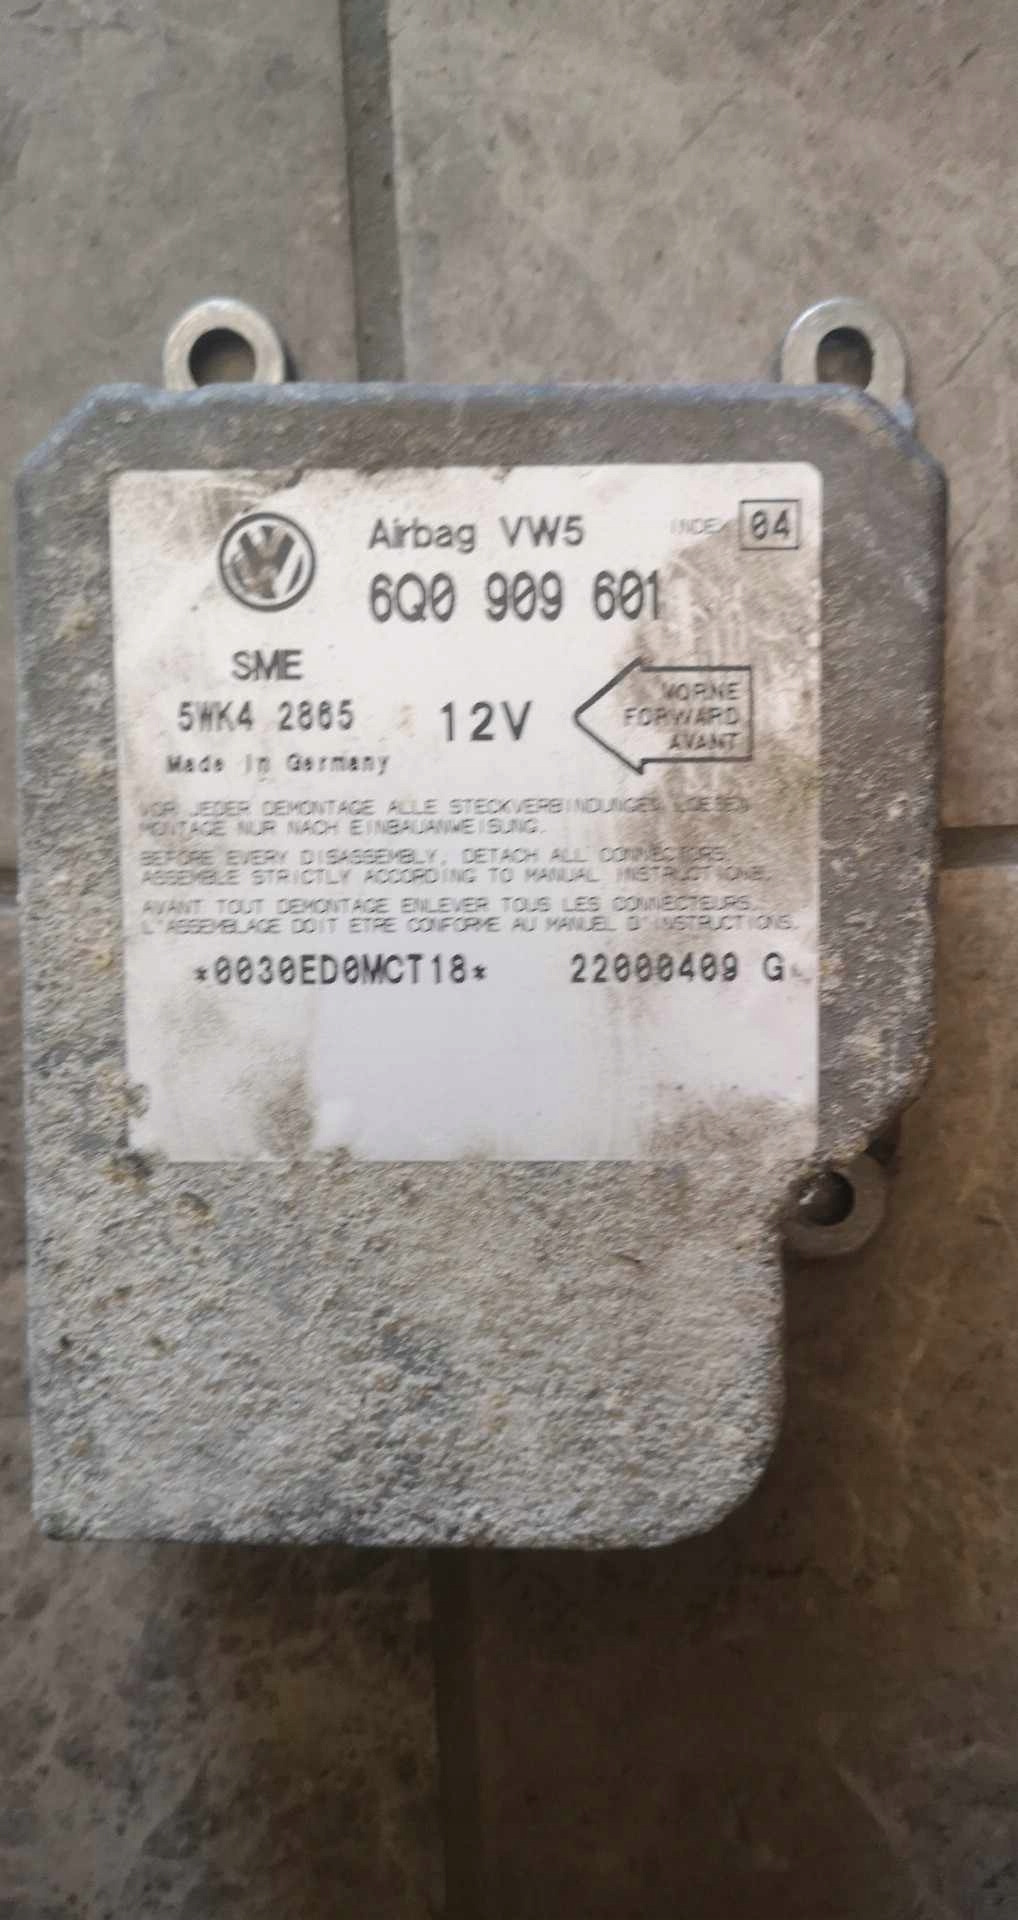 Airbag VW5 INDEX 04
6Q0 909 601
SME
5WK4 2865 12V
VORNE
FORWARD
AVANT
Made in Germany
VOR JEDER DEMONTAGE ALLE STECKVERBINDUNGEN LOESEN
MONTAGE NUR NACH EINBAUANWEISUNG.
BEFORE EVERY DISASSEMBLY, DETACH ALL CONNECTORS.
ASSEMBLE STRICTLY ACCORDING TO MANUAL INSTRUCTIONS.
AVANT TOUT DEMONTAGE ENLEVER TOUS LES CONNECTEURS.
L'ASSEMBLAGE DOIT ETRE CONFORME AU MANUEL D'INSTRUCTIONS.
*0030ED0MCT18* 22000409 G